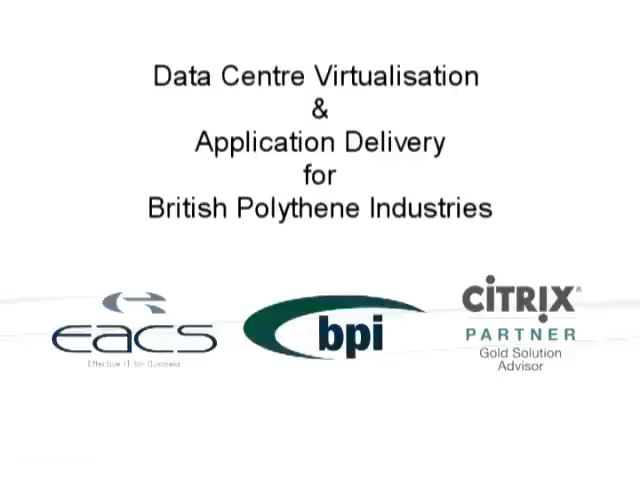 Data Centre Virtualisation
&
Application Delivery
for
British Polythene Industries
eacs
Effective IT for Business
bpi
CITRIX®
PARTNER
Gold Solution
Advisor